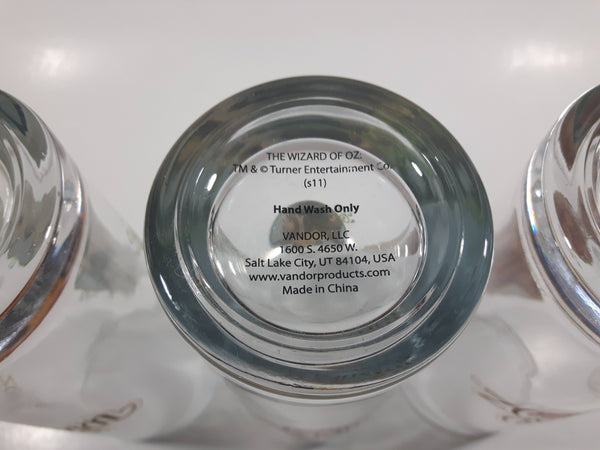 THE WIZARD OF OZ:
TM & © Turner Entertainment Co.
(s11)
Hand Wash Only
VANDOR, LLC
1600 S. 4650 W.
Salt Lake City, UT 84104, USA
www.vandorproducts.com
Made in China